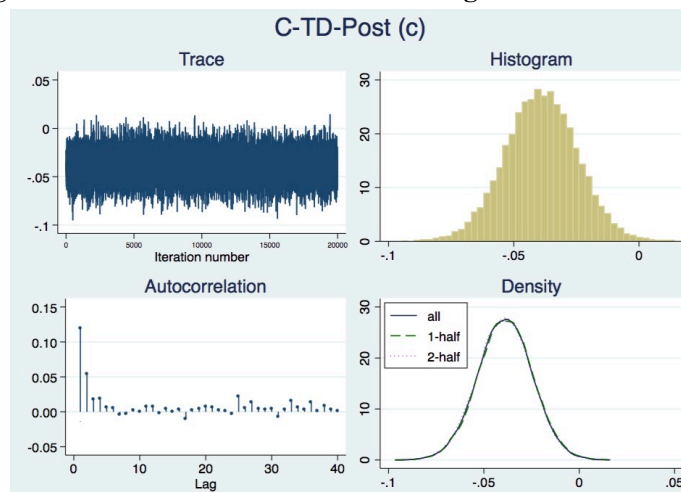 C-TD-Post (c)
Trace
.05
0
-.05
-.1
0 5000 10000 15000 20000
Iteration number
Histogram
30
20
10
0
-.1 -.05 0
Autocorrelation
0.15
0.10
0.05
0.00
-0.05
0 10 20 30 40
Lag
Density
all
1-half
2-half
30
20
10
0
-.1 -.05 0 .05